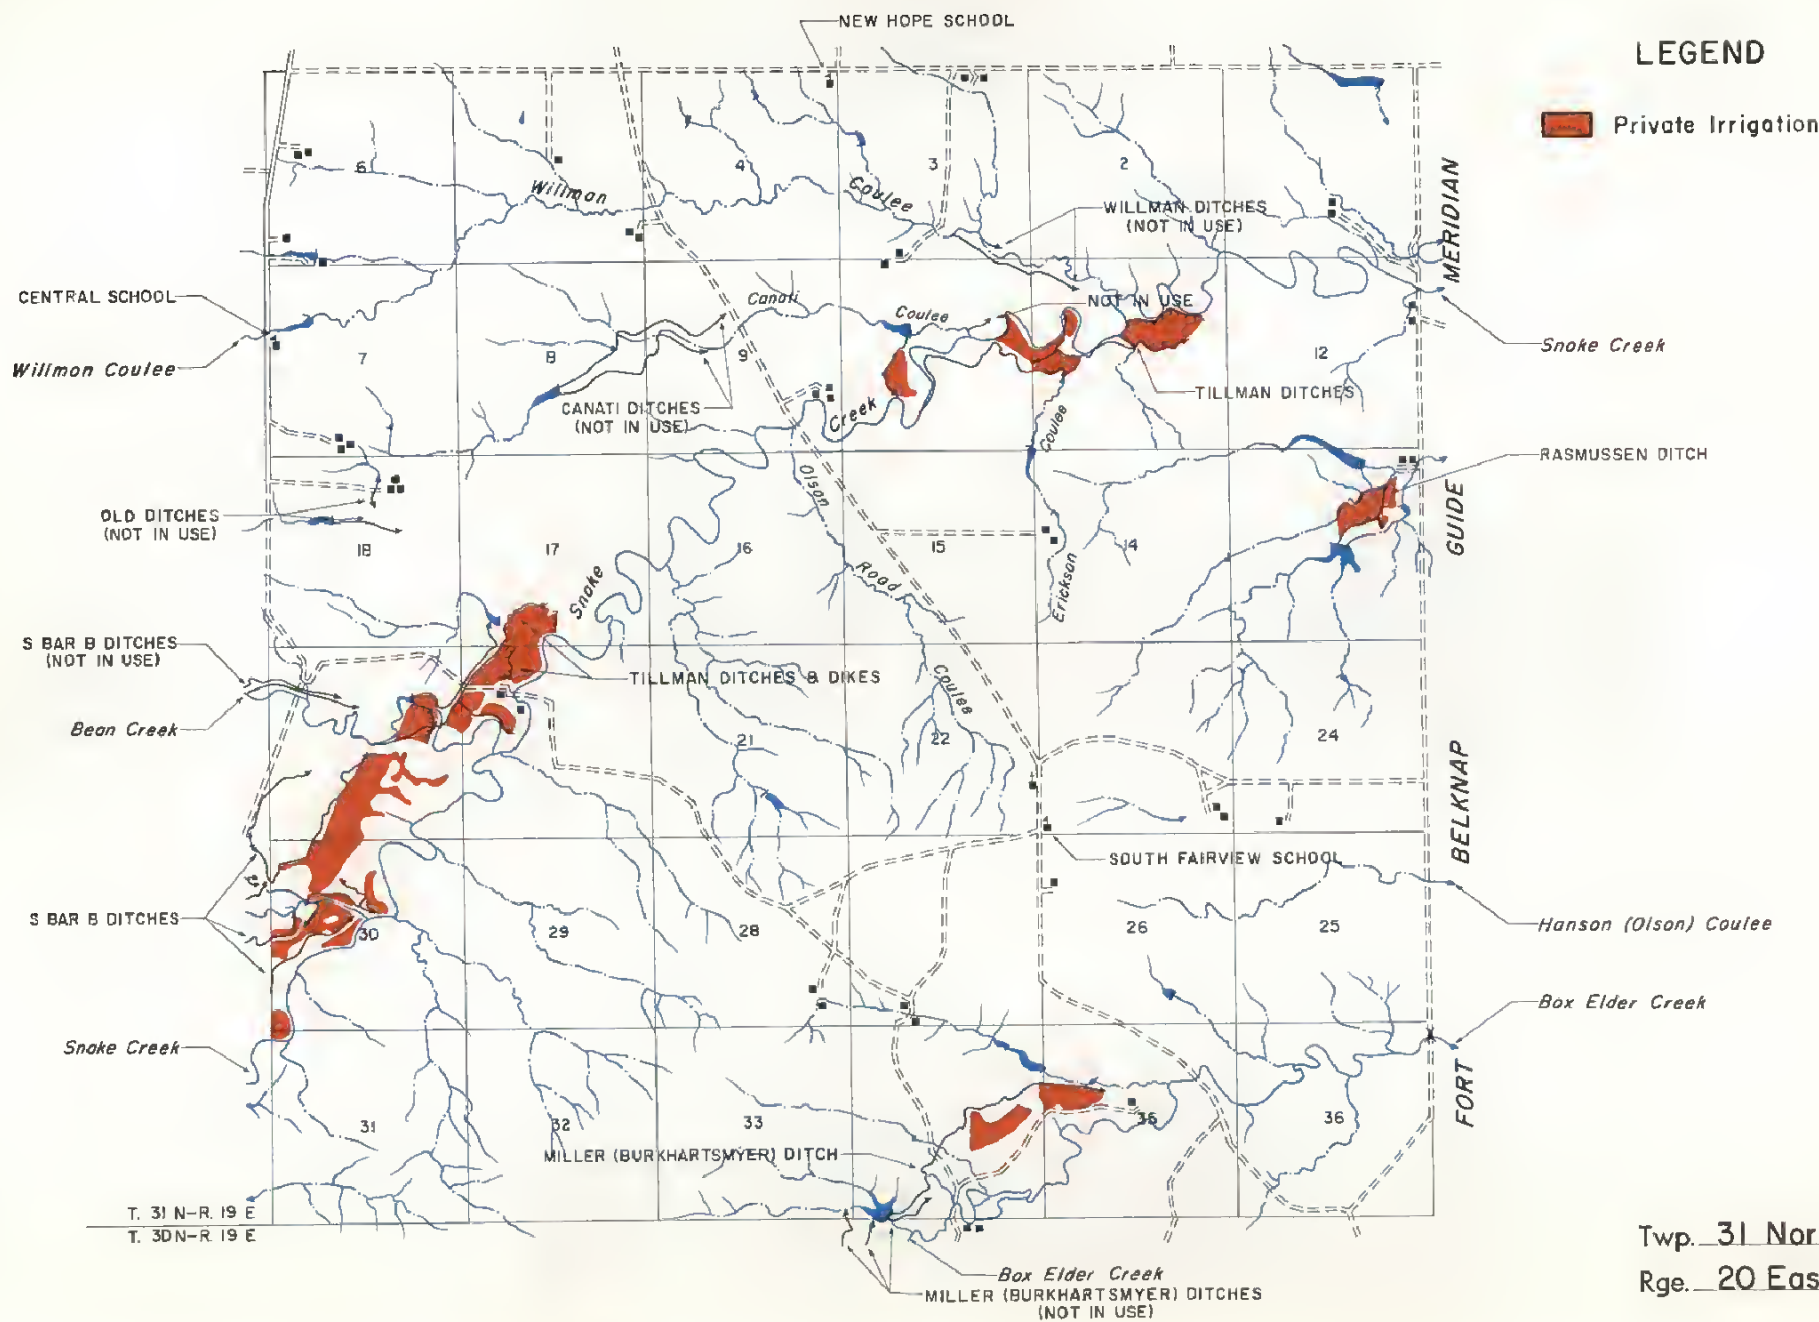 NEW HOPE SCHOOL
LEGEND
Private Irrigation
6
4
3
2
1
Willman
Coulee
WILLMAN DITCHES
(NOT IN USE)
MERIDIAN
CENTRAL SCHOOL
Willman Coulee
Canati
Coulee
NOT IN USE
Snake Creek
7
8
9
12
TILLMAN DITCHES
CANATI DITCHES
(NOT IN USE)
Creek
Coulee
RASMUSSEN DITCH
OLD DITCHES
(NOT IN USE)
Olson
GUIDE
18
17
16
15
14
Snake
Road
Erickson
S BAR B DITCHES
(NOT IN USE)
TILLMAN DITCHES & DIKES
Coulee
Bean Creek
21
22
24
BELKNAP
SOUTH FAIRVIEW SCHOOL
S BAR B DITCHES
30
29
28
26
25
Hanson (Olson) Coulee
Box Elder Creek
Snake Creek
FORT
31
32
33
35
36
MILLER (BURKHARTSMYER) DITCH
T. 31 N-R. 19 E
T. 30N-R. 19 E
Twp. 31 Nor
Rge. 20 Eas
Box Elder Creek
MILLER (BURKHARTSMYER) DITCHES
(NOT IN USE)